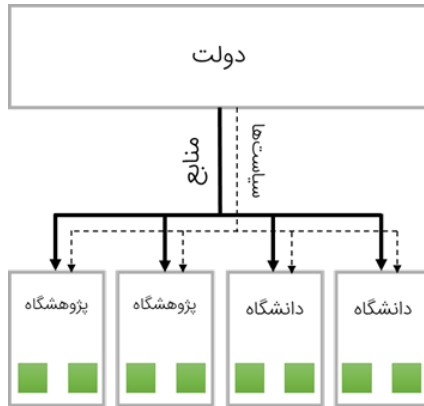 دولت
منابع
سیاست‌ها
دانشگاه
دانشگاه
پژوهشگاه
پژوهشگاه